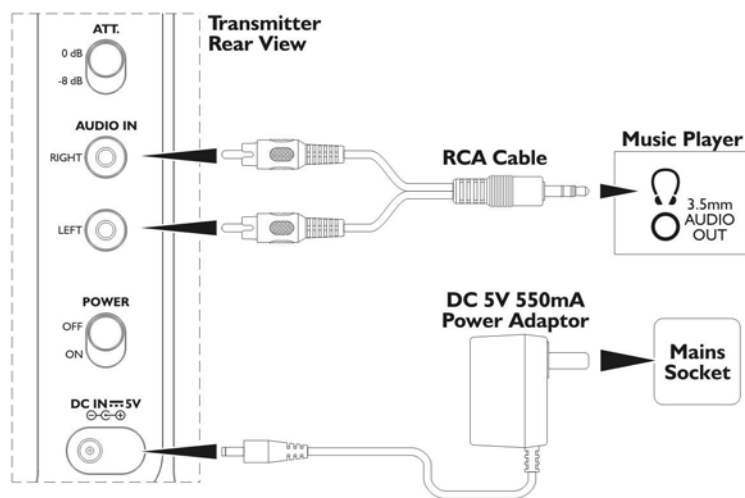 Transmitter
Rear View
ATT.
0 dB
-8 dB
AUDIO IN
RIGHT
LEFT
RCA Cable
Music Player
3.5mm
AUDIO
OUT
POWER
OFF
ON
DC 5V 550mA
Power Adaptor
Mains
Socket
DC IN⎓5V